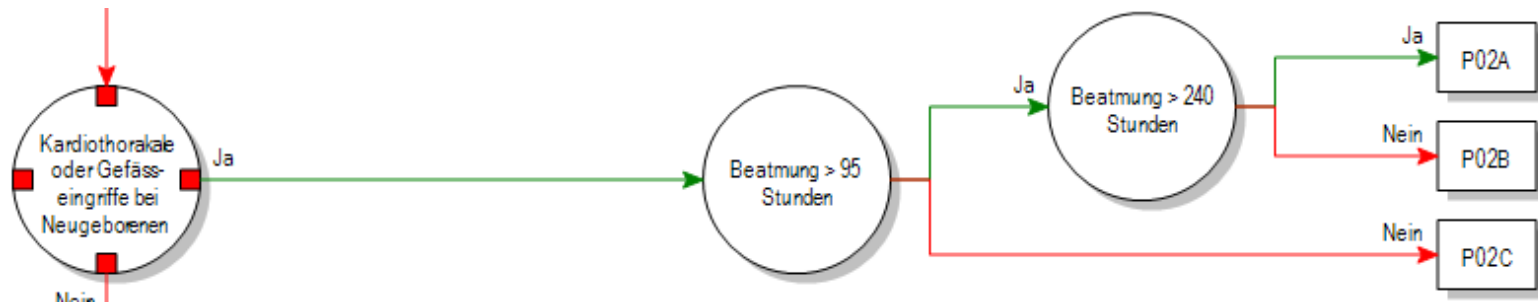 Kardiothorakale
oder Gefäss-
eingriffe bei
Neugeborenen
Ja
Nein
Beatmung > 95
Stunden
Ja
Beatmung > 240
Stunden
Ja
P02A
Nein
P02B
Nein
P02C